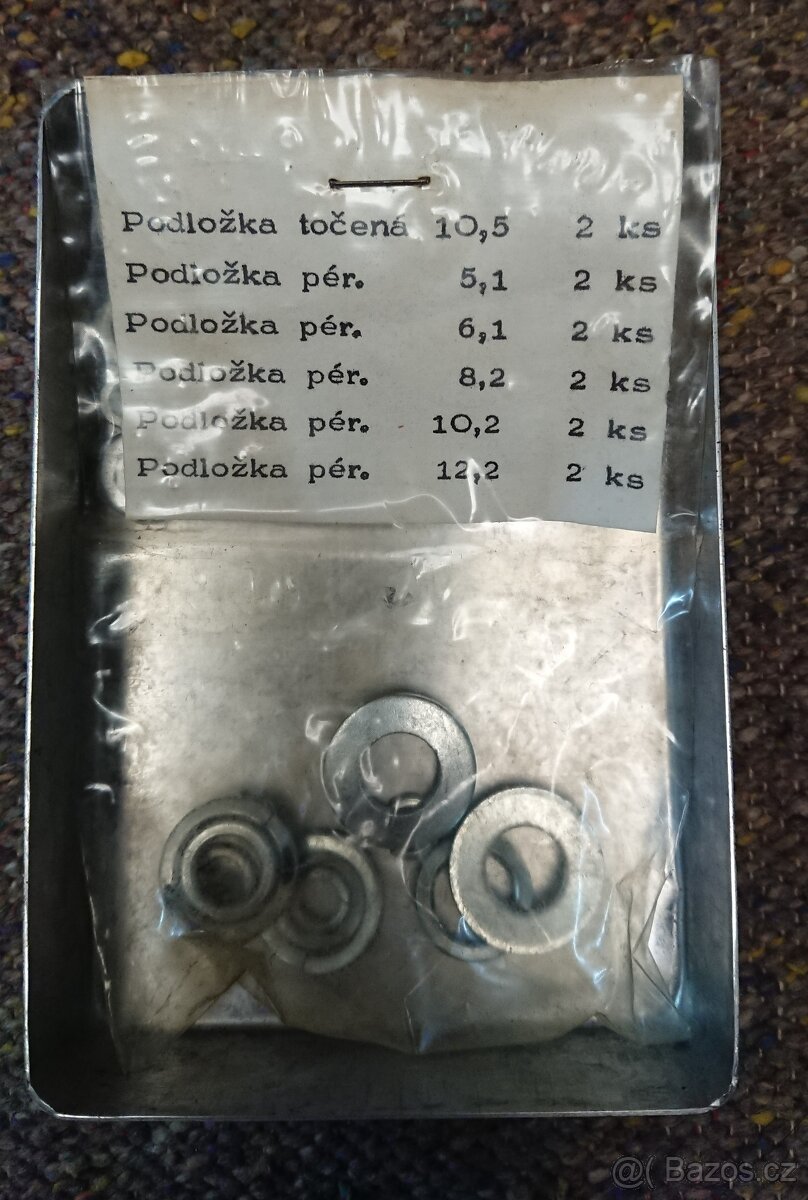 Podložka točená 10,5 2 ks
Podložka pér. 5,1 2 ks
Podložka pér. 6,1 2 ks
Podložka pér. 8,2 2 ks
Podložka pér. 10,2 2 ks
Podložka pér. 12,2 2 ks
@( Bazos.cz